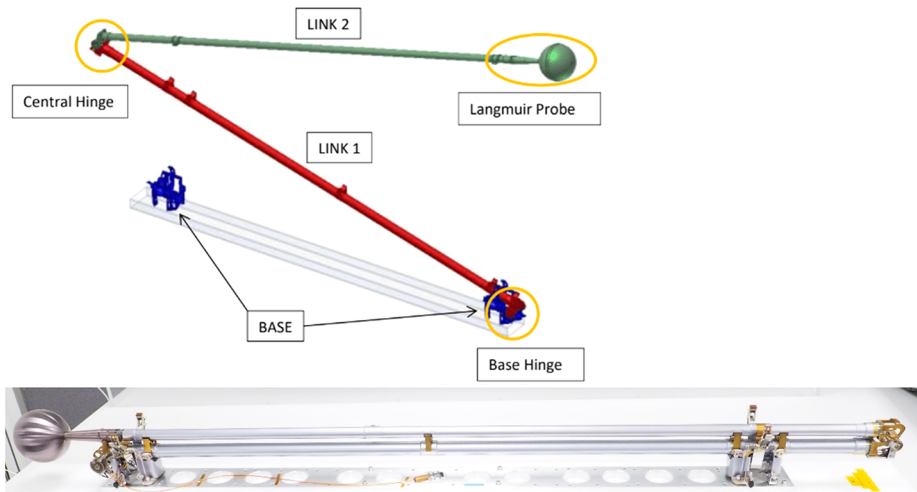 LINK 2
Central Hinge
Langmuir Probe
LINK 1
BASE
Base Hinge